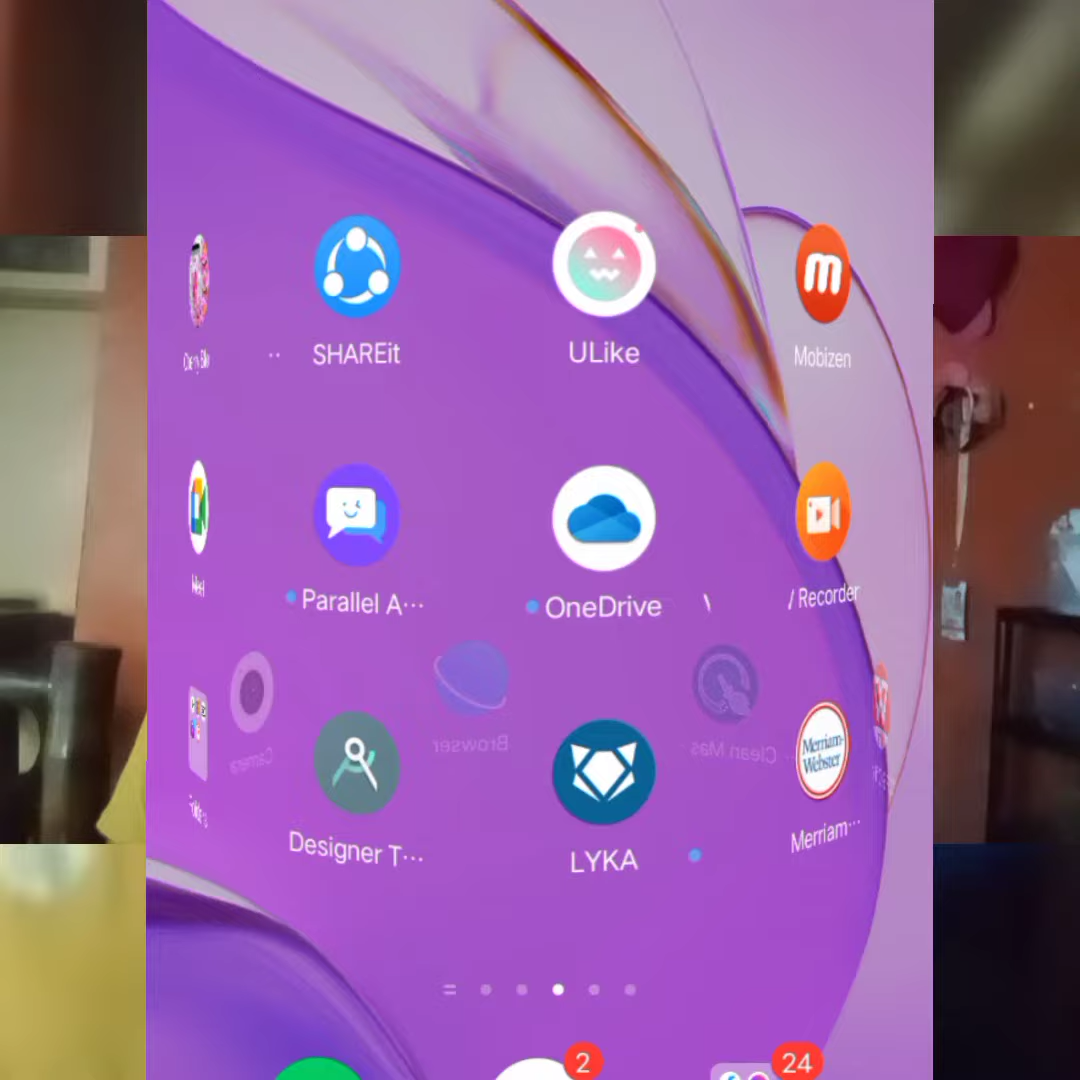 SHAREit
ULike
m
Mobizen
Parallel A···
OneDrive
Recorder
Browser
Camera
Clean Mas
Merriam-
Webster
Designer T···
LYKA
Merriam···
2
24